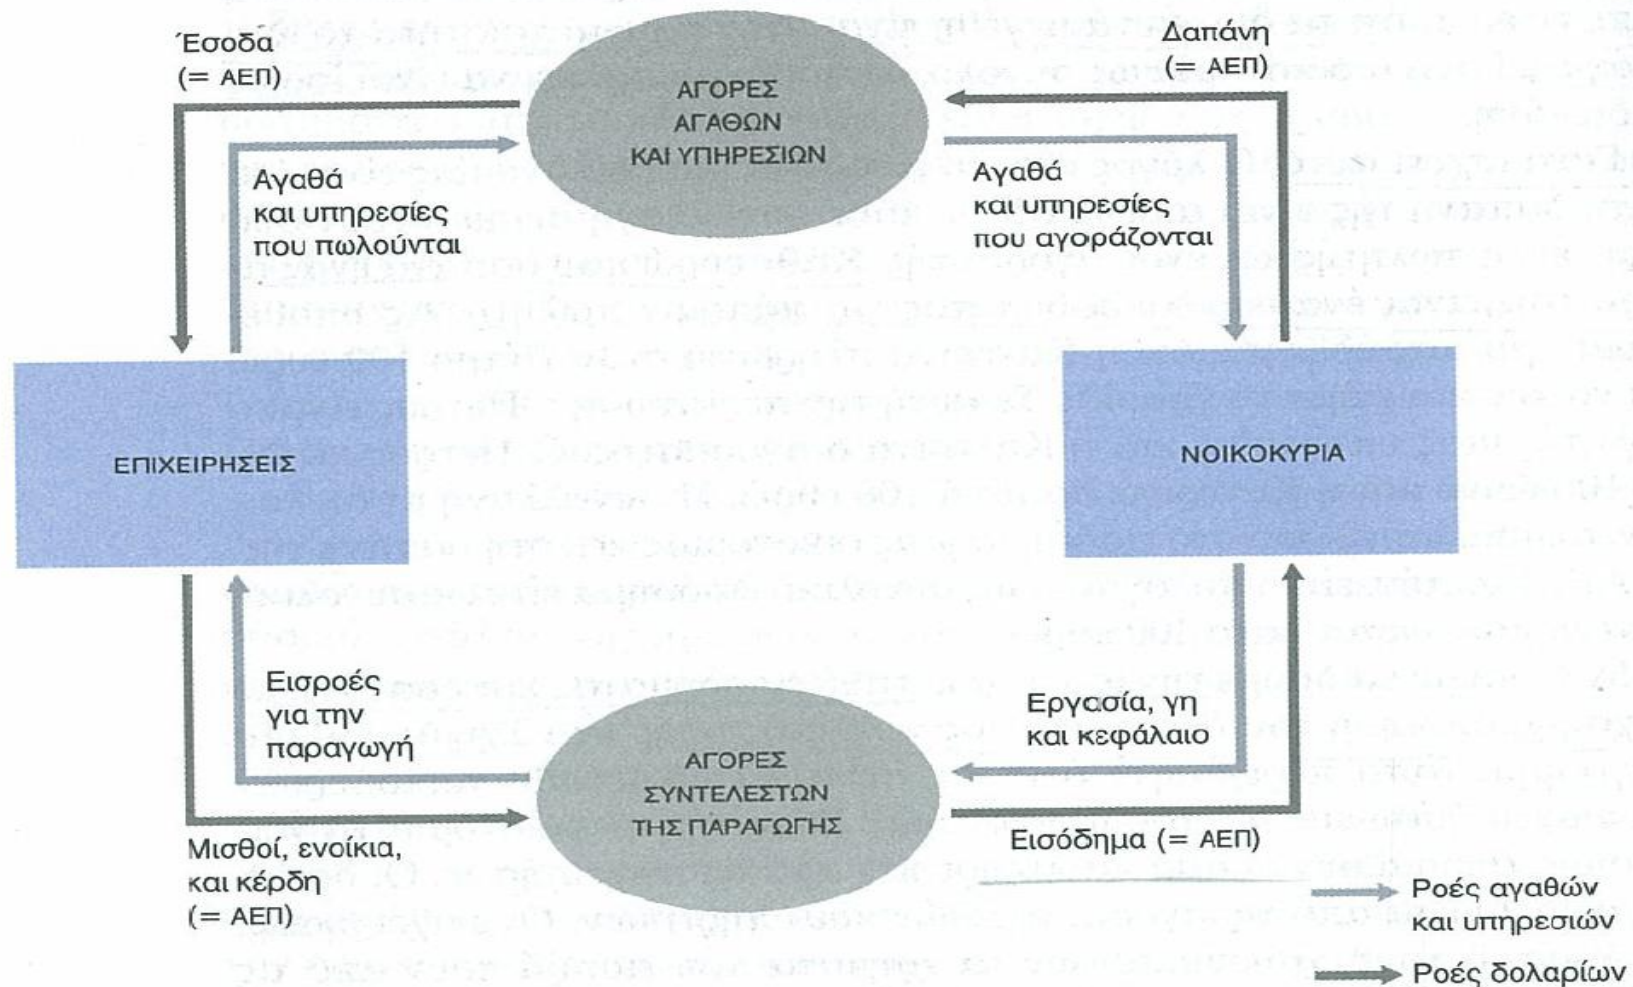 Έσοδα
(= ΑΕΠ)
Δαπάνη
(= ΑΕΠ)
ΑΓΟΡΕΣ
ΑΓΑΘΩΝ
ΚΑΙ ΥΠΗΡΕΣΙΩΝ
Αγαθά
και υπηρεσίες
που πωλούνται
Αγαθά
και υπηρεσίες
που αγοράζονται
ΕΠΙΧΕΙΡΗΣΕΙΣ
ΝΟΙΚΟΚΥΡΙΑ
Εισροές
για την
παραγωγή
Εργασία, γη
και κεφάλαιο
ΑΓΟΡΕΣ
ΣΥΝΤΕΛΕΣΤΩΝ
ΤΗΣ ΠΑΡΑΓΩΓΗΣ
Μισθοί, ενοίκια,
και κέρδη
(= ΑΕΠ)
Εισόδημα (= ΑΕΠ)
Ροές αγαθών
και υπηρεσιών
Ροές δολαρίων